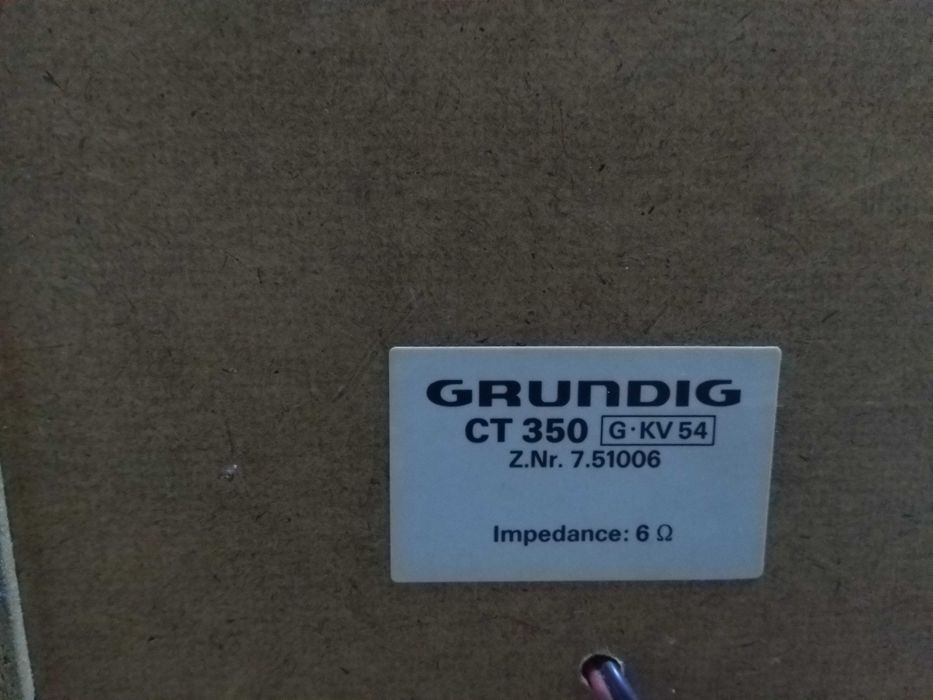 GRUNDIG
CT 350 G·KV 54
Z.Nr. 7.51006
Impedance: 6 Ω